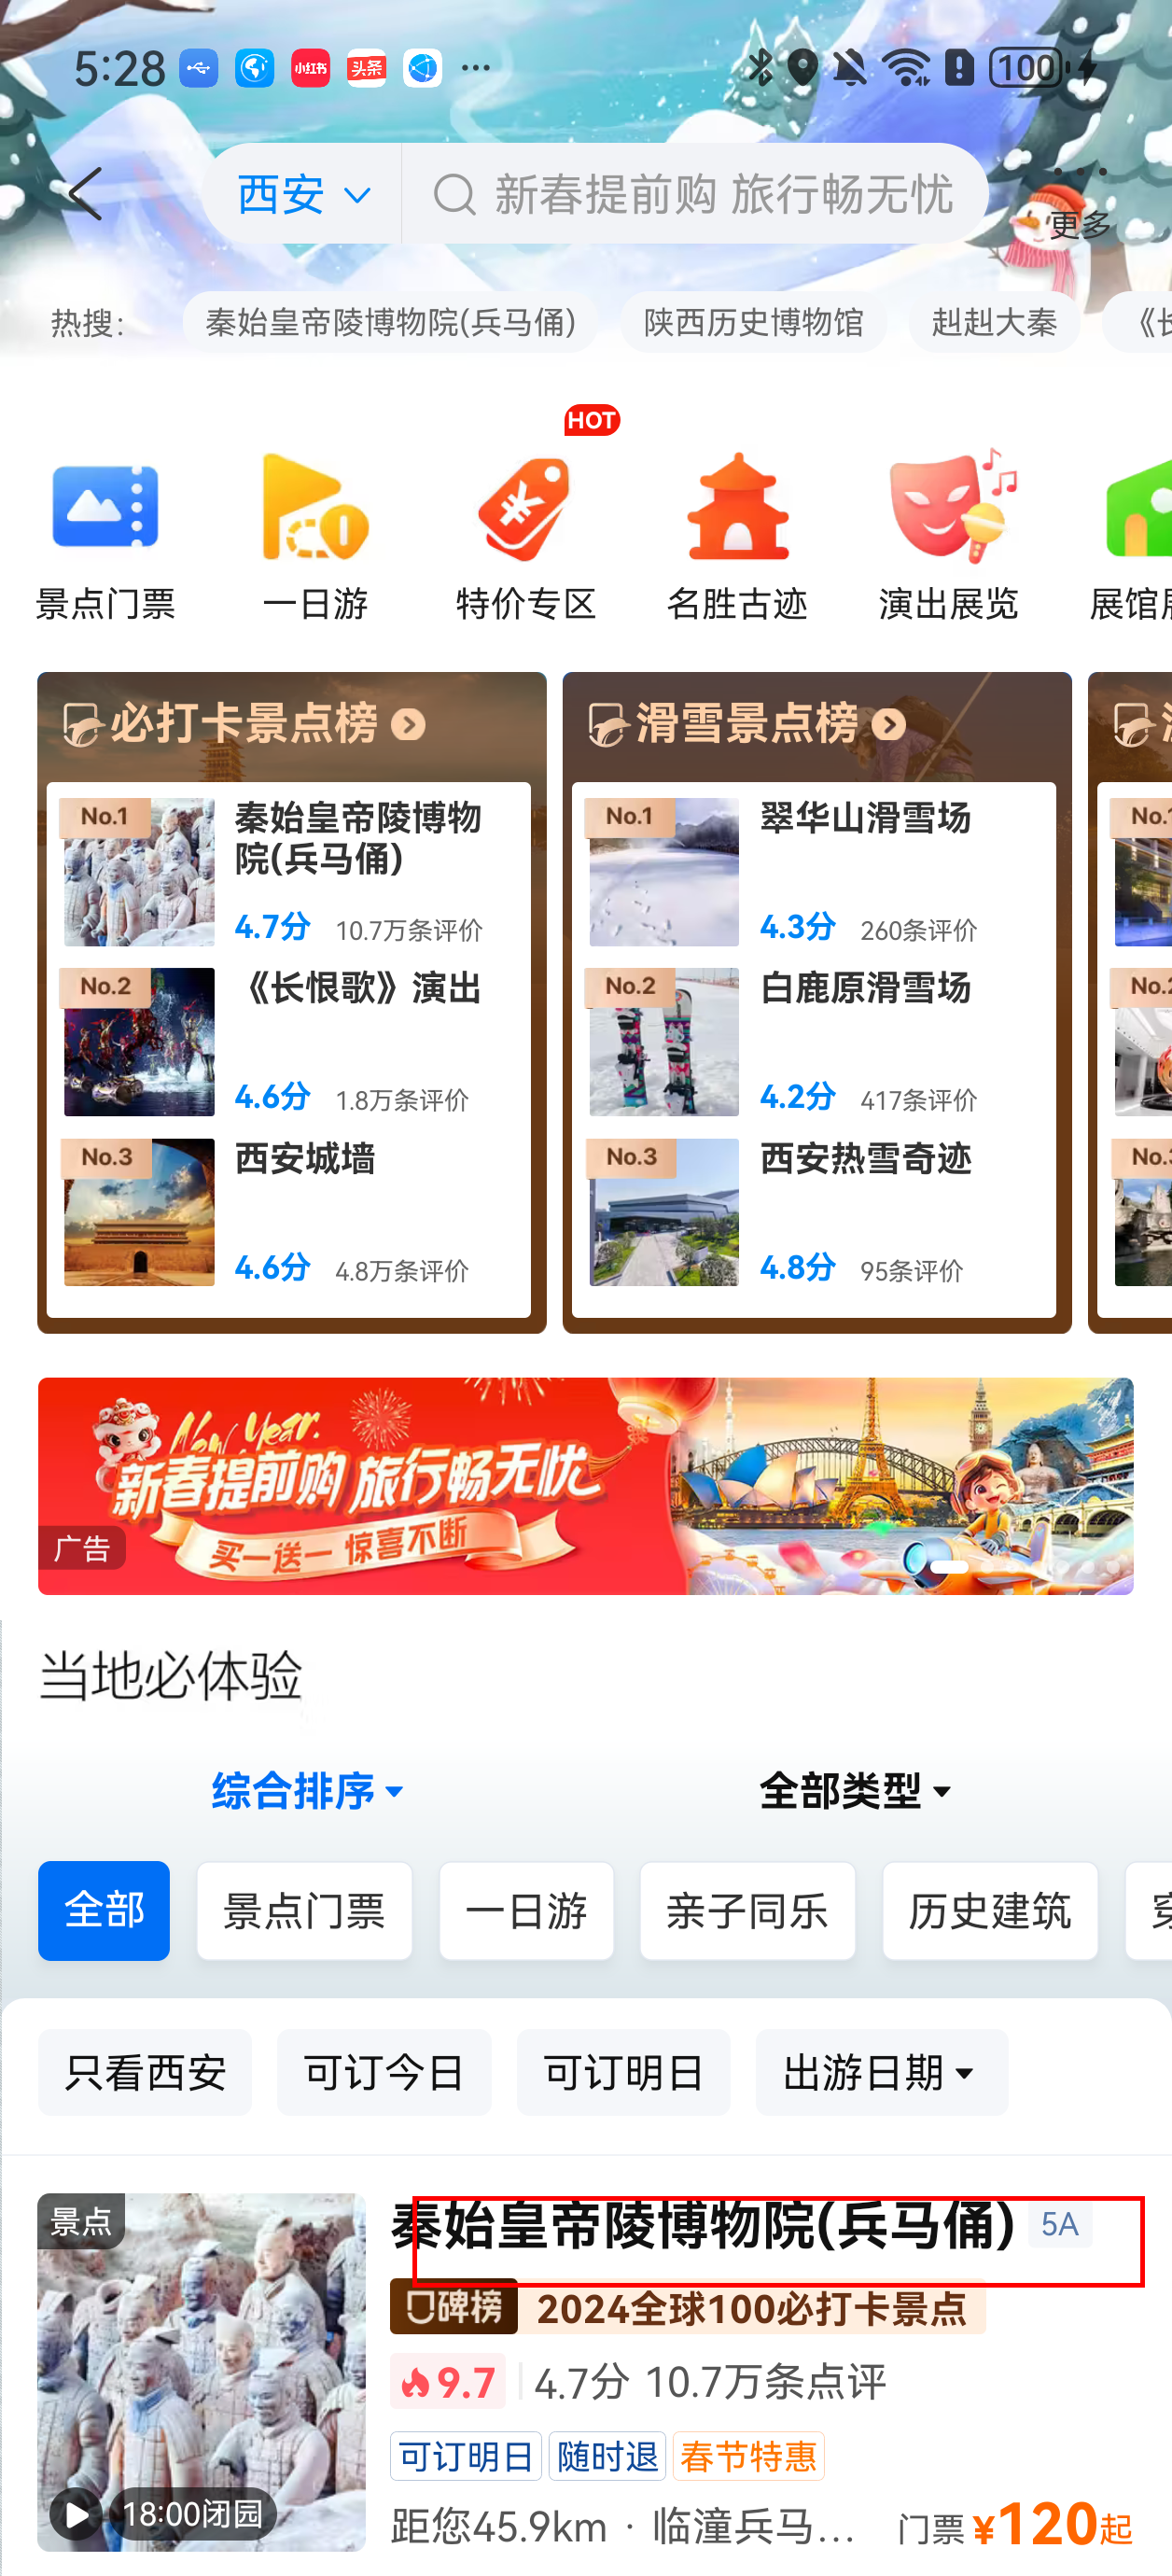 5:28
小红书
头条
100
西安
新春提前购 旅行畅无忧
更多
热搜：
秦始皇帝陵博物院(兵马俑)
陕西历史博物馆
赳赳大秦
HOT
景点门票
一日游
特价专区
名胜古迹
演出展览
展馆
必打卡景点榜
No.1
秦始皇帝陵博物
院(兵马俑)
4.7分 10.7万条评价
No.2
《长恨歌》演出
4.6分 1.8万条评价
No.3
西安城墙
4.6分 4.8万条评价
滑雪景点榜
No.1
翠华山滑雪场
4.3分 260条评价
No.2
白鹿原滑雪场
4.2分 417条评价
No.3
西安热雪奇迹
4.8分 95条评价
New Year.
新春提前购 旅行畅无忧
买一送一 惊喜不断
广告
当地必体验
综合排序
全部类型
全部
景点门票
一日游
亲子同乐
历史建筑
只看西安
可订今日
可订明日
出游日期
景点
秦始皇帝陵博物院(兵马俑) 5A
口碑榜 2024全球100必打卡景点
9.7 4.7分 10.7万条点评
可订明日 随时退 春节特惠
18:00闭园
距您45.9km · 临潼兵马...
门票 ¥120起